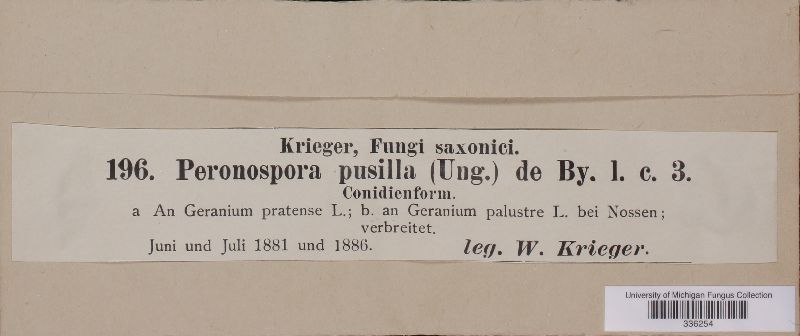 Krieger, Fungi saxonici.
196. Peronospora pusilla (Ung.) de By. l. c. 3.
Conidienform.
a An Geranium pratense L.; b. an Geranium palustre L. bei Nossen;
verbreitet.
Juni und Juli 1881 und 1886. leg. W. Krieger.
University of Michigan Fungus Collection
336254